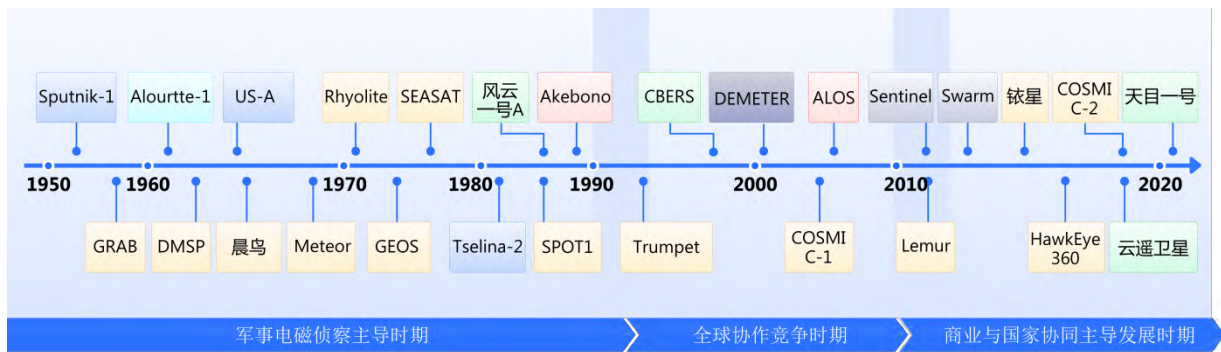 Sputnik-1
Alourtte-1
US-A
Rhyolite
SEASAT
风云
一号A
Akebono
CBERS
DEMETER
ALOS
Sentinel
Swarm
铱星
COSMI
C-2
天目一号
1950
1960
1970
1980
1990
2000
2010
2020
GRAB
DMSP
晨鸟
Meteor
GEOS
Tselina-2
SPOT1
Trumpet
COSMI
C-1
Lemur
HawkEye
360
云遥卫星
军事电磁侦察主导时期
全球协作竞争时期
商业与国家协同主导发展时期